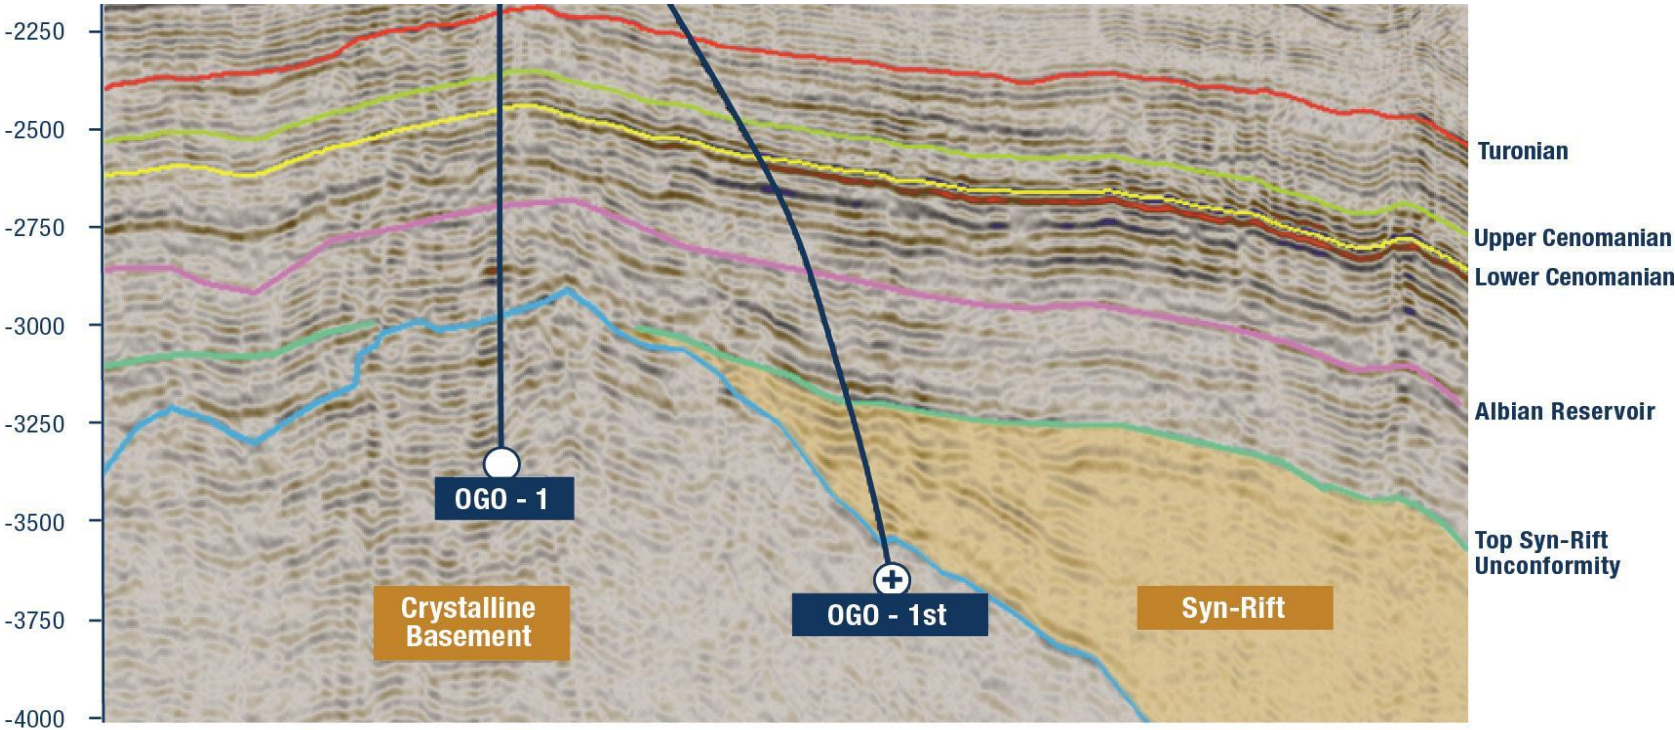 -2250
-2500
-2750
-3000
-3250
-3500
-3750
-4000
OGO - 1
Crystalline
Basement
OGO - 1st
Syn-Rift
Turonian
Upper Cenomanian
Lower Cenomanian
Albian Reservoir
Top Syn-Rift
Unconformity